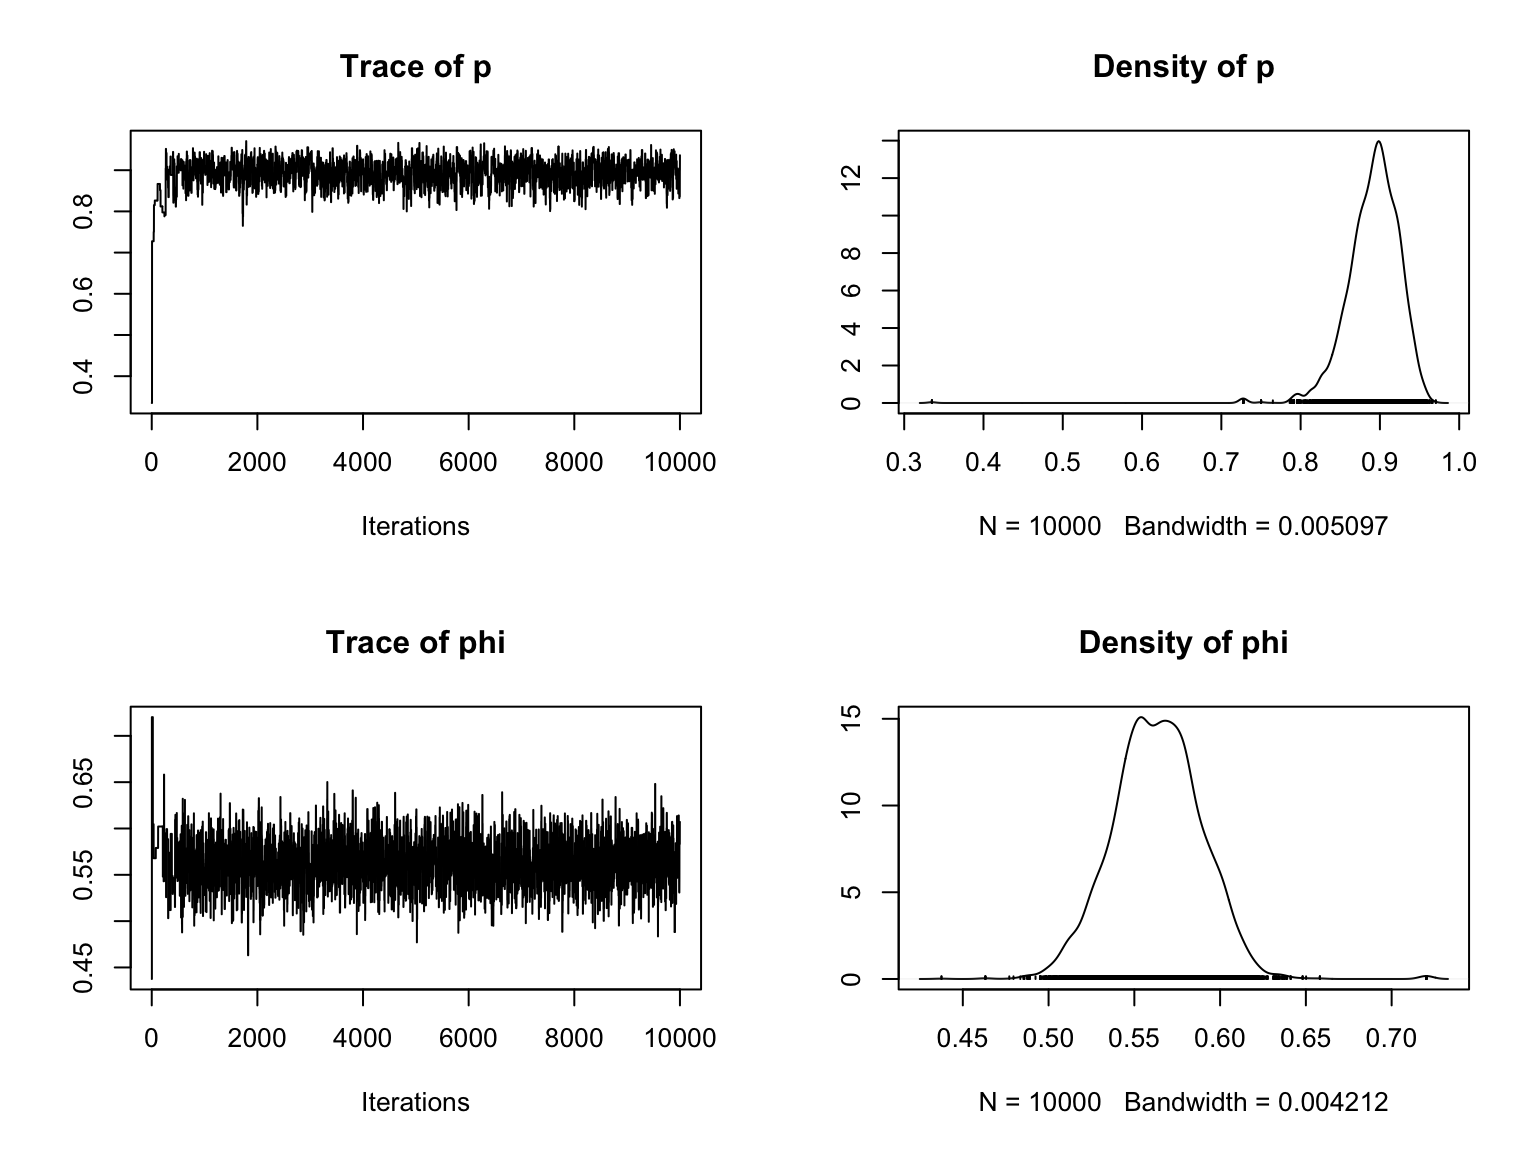 Trace of p
0.4 0.6 0.8
0 2000 4000 6000 8000 10000
Iterations
Density of p
0 2 4 6 8 12
0.3 0.4 0.5 0.6 0.7 0.8 0.9 1.0
N = 10000 Bandwidth = 0.005097
Trace of phi
0.45 0.55 0.65
0 2000 4000 6000 8000 10000
Iterations
Density of phi
0 5 10 15
0.45 0.50 0.55 0.60 0.65 0.70
N = 10000 Bandwidth = 0.004212